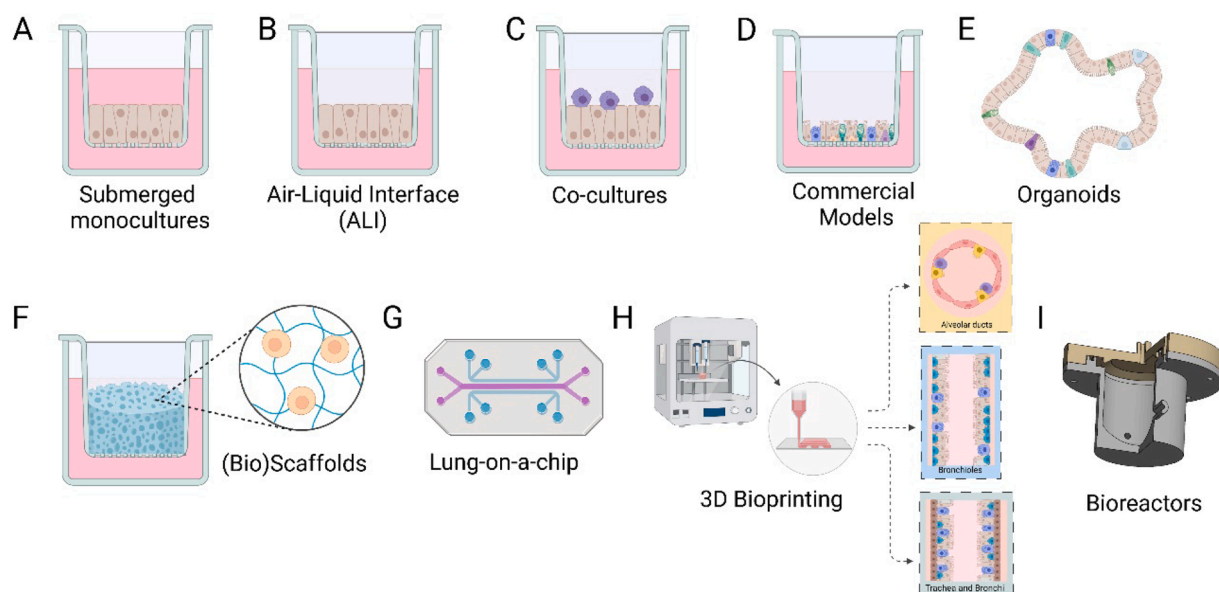 A
B
C
D
E
Submerged
monocultures
Air-Liquid Interface
(ALI)
Co-cultures
Commercial
Models
Organoids
F
G
H
I
(Bio)Scaffolds
Lung-on-a-chip
3D Bioprinting
Alveolar ducts
Bronchioles
Trachea and Bronchi
Bioreactors